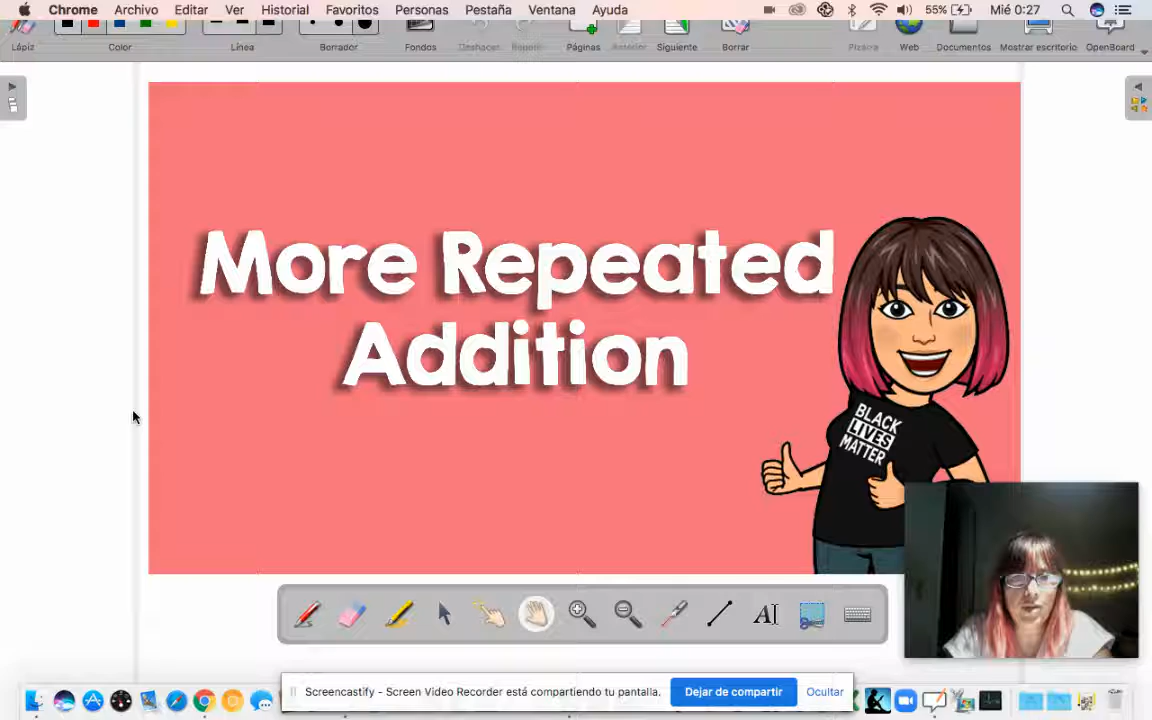 Chrome Archivo Editar Ver Historial Favoritos Personas Pestaña Ventana Ayuda 55% Mié 0:27
Lápiz Color Línea Borrador Fondos Deshacer Páginas Anterior Siguiente Borrar Pizarra Web Documentos Mostrar escritorio OpenBoard
More Repeated
Addition
BLACK
LIVES
MATTER
AI
Screencastify - Screen Video Recorder está compartiendo tu pantalla. Dejar de compartir Ocultar